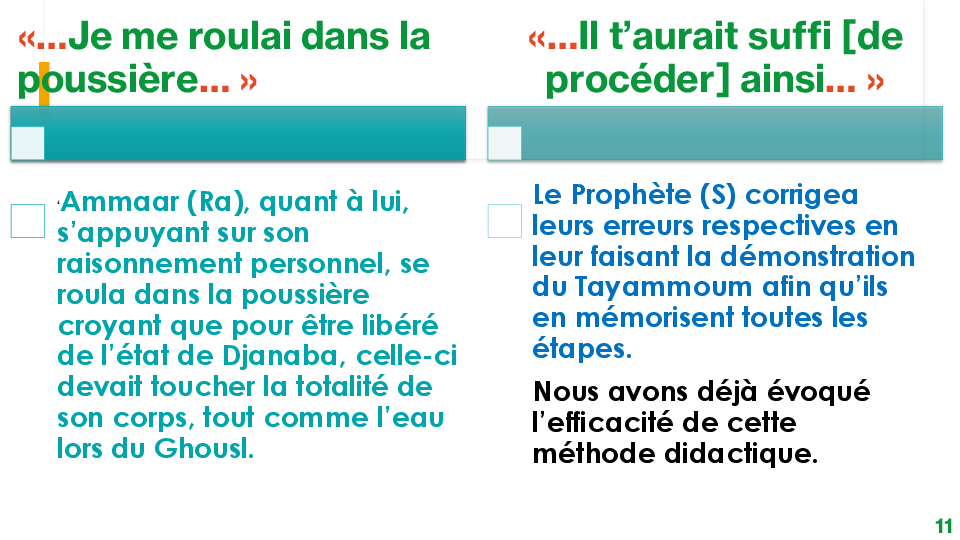 «…Je me roulai dans la
poussière… »
Ammaar (Ra), quant à lui,
s’appuyant sur son
raisonnement personnel, se
roula dans la poussière
croyant que pour être libéré
de l’état de Djanaba, celle-ci
devait toucher la totalité de
son corps, tout comme l’eau
lors du Ghousl.
«…Il t’aurait suffi [de
procéder] ainsi… »
Le Prophète (S) corrigea
leurs erreurs respectives en
leur faisant la démonstration
du Tayammoum afin qu’ils
en mémorisent toutes les
étapes.
Nous avons déjà évoqué
l’efficacité de cette
méthode didactique.
11